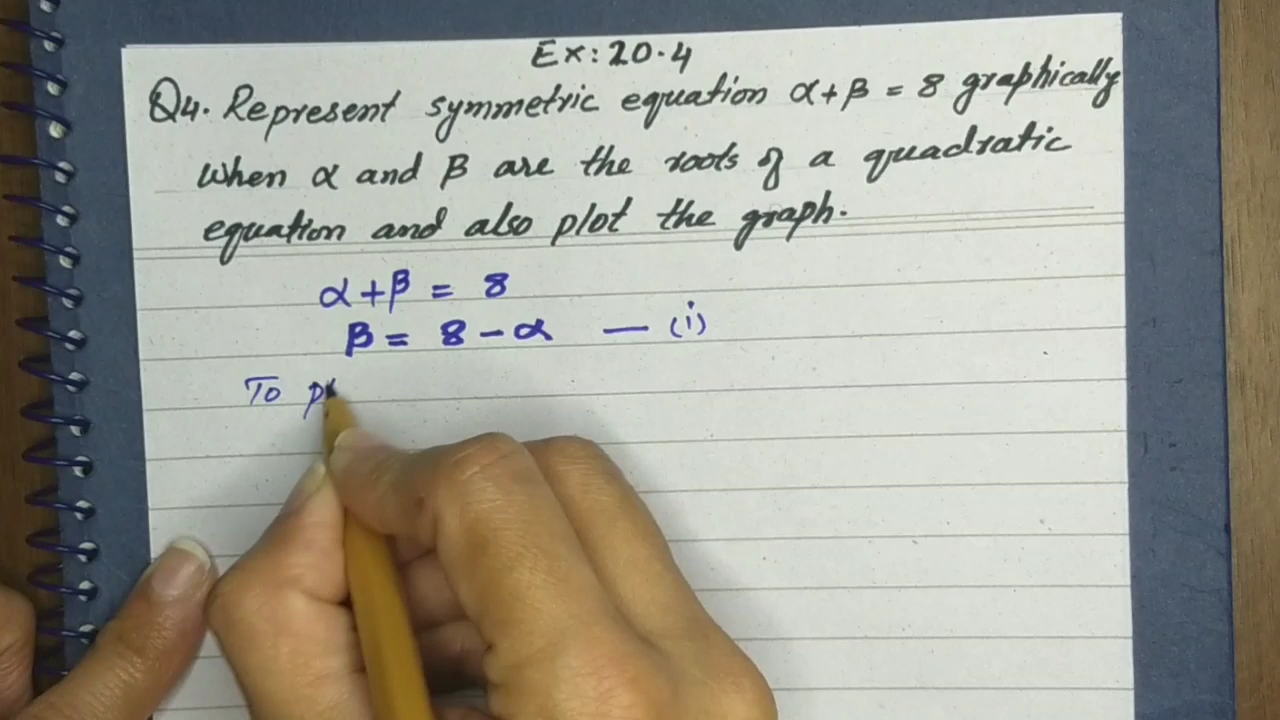 Ex: 20.4
Q4. Represent symmetric equation α+β = 8 graphically
when α and β are the roots of a quadratic
equation and also plot the graph.
α+β = 8
β = 8-α — (i)
To